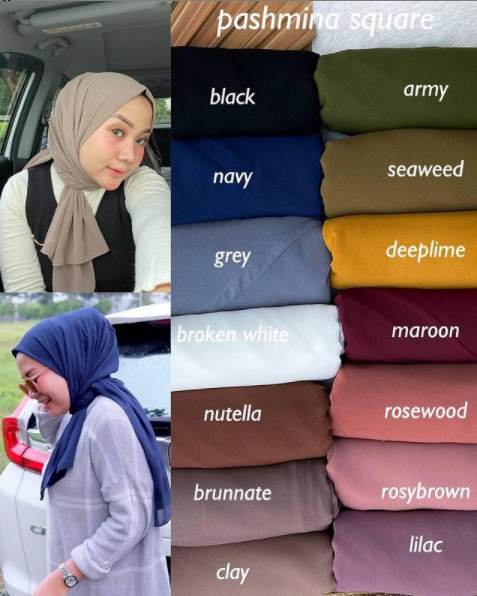 pashmina square
black
army
navy
seaweed
grey
deeplime
broken white
maroon
nutella
rosewood
brunnate
rosybrown
clay
lilac